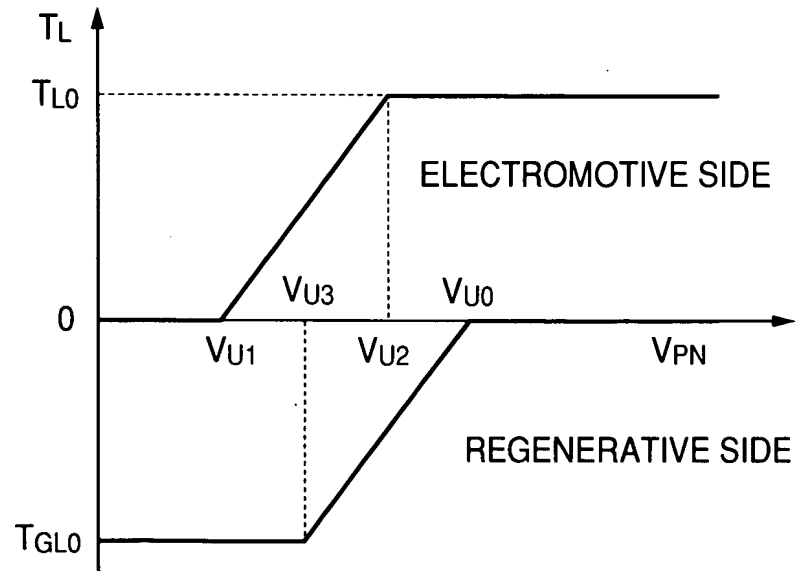 TL
TL0
ELECTROMOTIVE SIDE
VU3
VU0
0
VU1
VU2
VPN
REGENERATIVE SIDE
TGL0